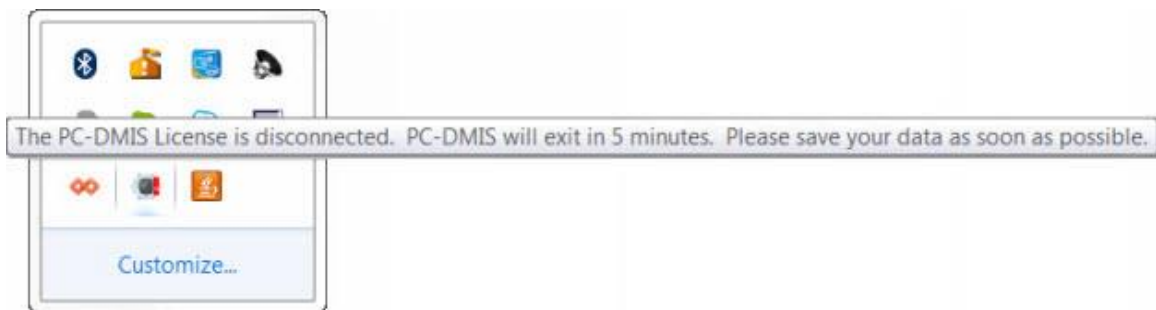 The PC-DMIS License is disconnected.  PC-DMIS will exit in 5 minutes.  Please save your data as soon as possible.
Customize...